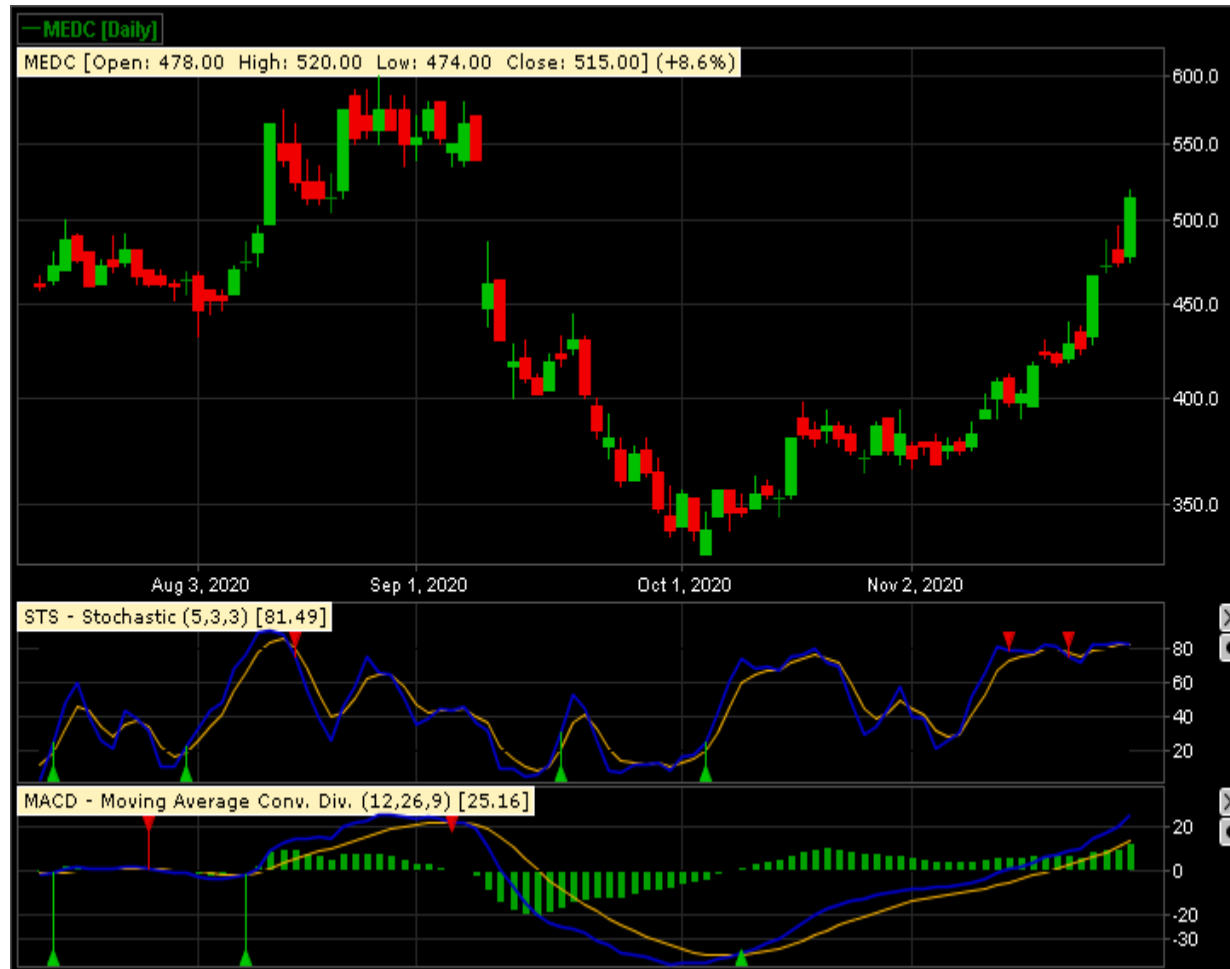 MEDC [Daily]
MEDC [Open: 478.00 High: 520.00 Low: 474.00 Close: 515.00] (+8.6%)
600.0
550.0
500.0
450.0
400.0
350.0
Aug 3, 2020 Sep 1, 2020 Oct 1, 2020 Nov 2, 2020
STS - Stochastic (5,3,3) [81.49]
80
60
40
20
MACD - Moving Average Conv. Div. (12,26,9) [25.16]
20
0
-20
-30